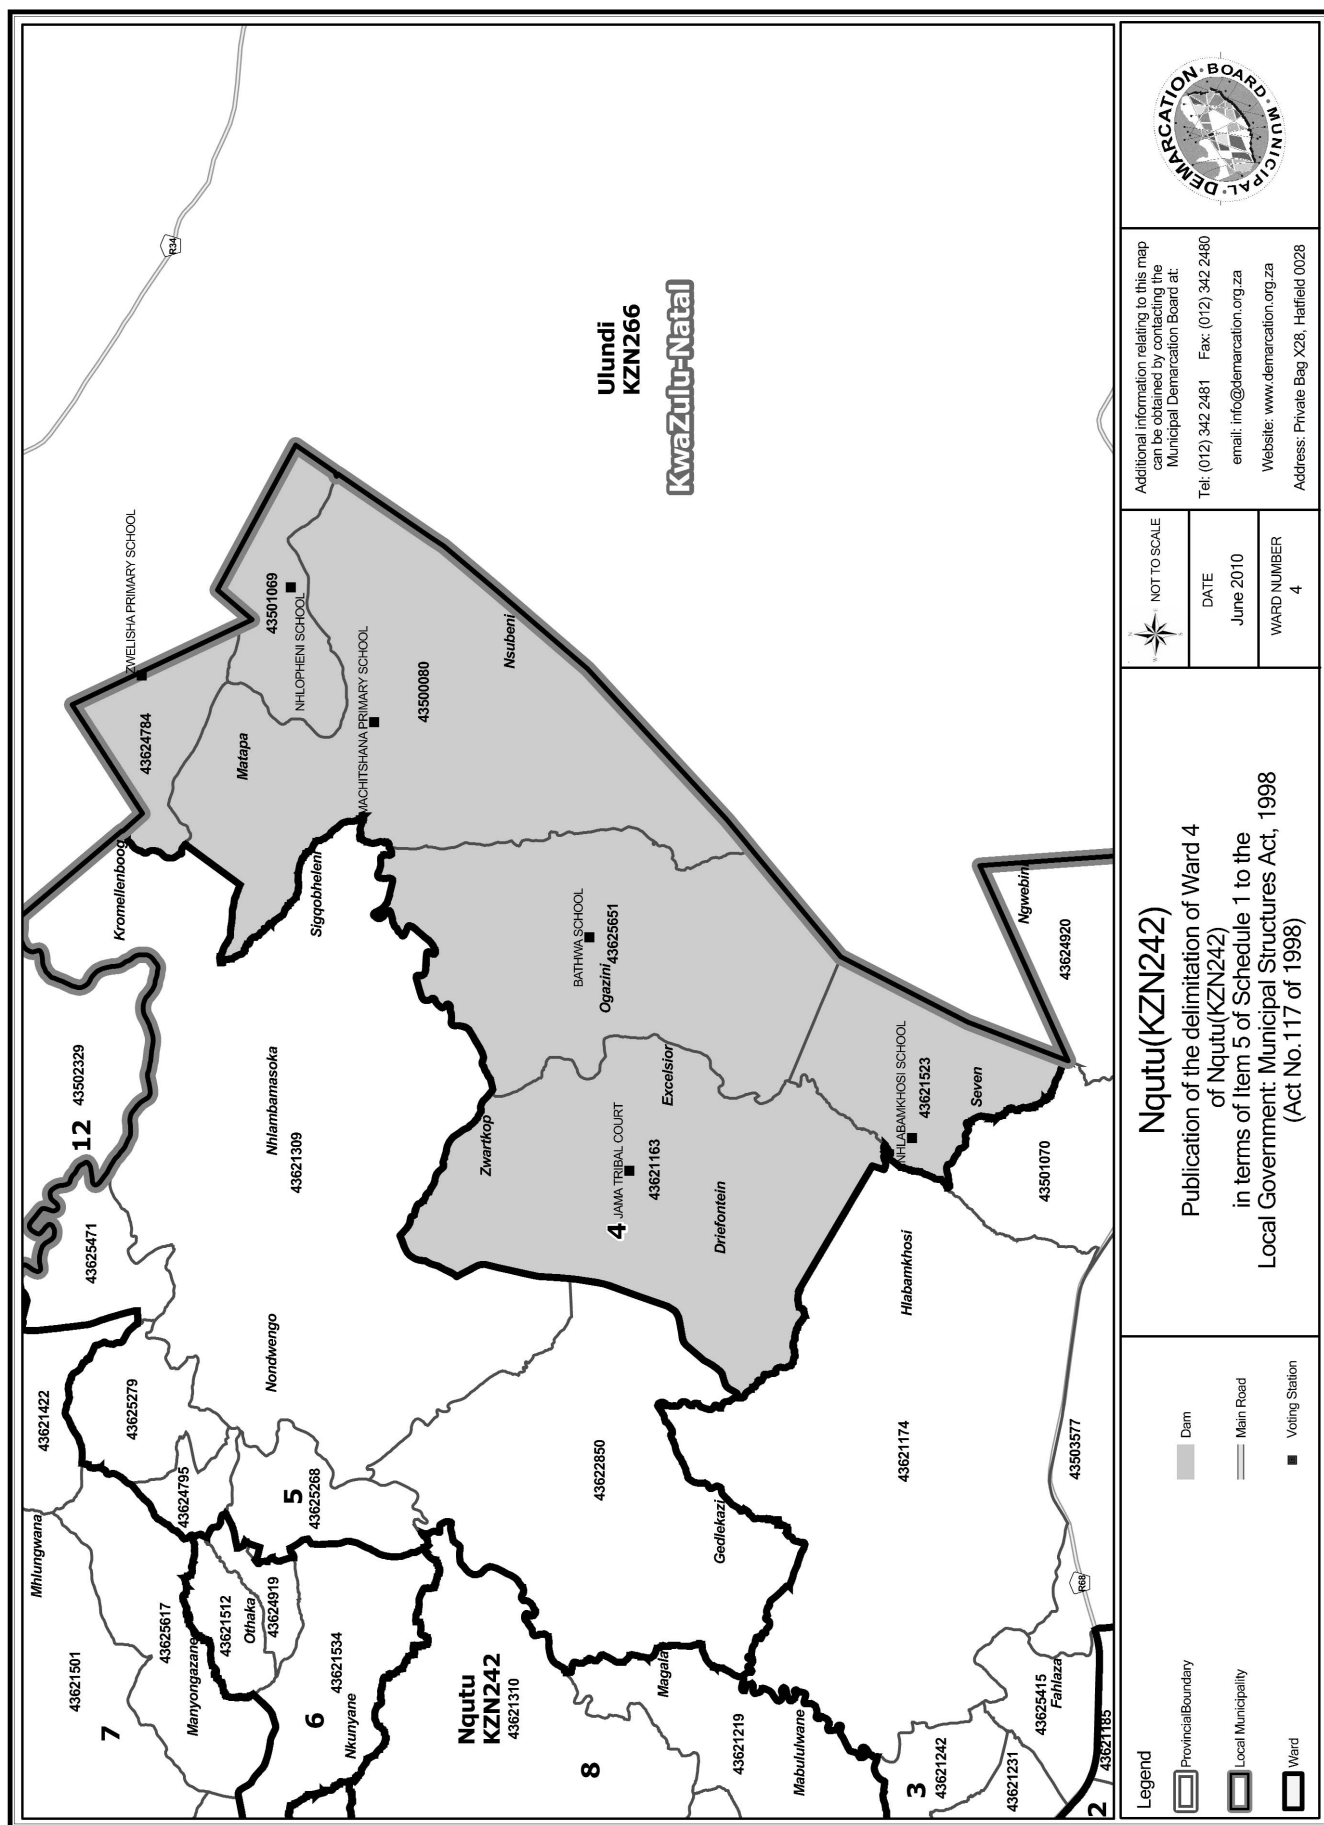 R34
ZWELISHA PRIMARY SCHOOL
43624784
43501069
NHLOPHENI SCHOOL
Matapa
MACHITSHANA PRIMARY SCHOOL
43500080
Nsubeni
Ulundi
KZN266
KwaZulu-Natal
Kromellenboog
Sigqobheleni
12
43502329
43625471
Nhlambamasoka
43621309
BATHWA SCHOOL
Ogazini
43625651
Zwartkop
Excelsior
4
JAMA TRIBAL COURT
43621163
Driefontein
NHLABAMKHOSI SCHOOL
43621523
Seven
Ngwebini
43624920
43501070
Hlabamkhosi
Nondwengo
43621422
43625279
43624795
5
43625268
43622850
Gedlekazi
43621174
43503577
R68
Mhlungwana
43621501
7
43625617
Manyongazane
43621512
Othaka
43624919
6
43621534
Nkunyane
Nqutu
KZN242
43621310
8
Magala
43621219
Mabululwane
3
43621242
43621231
43625415
Fahlaza
43621185
2
Legend
ProvincialBoundary
Local Municipality
Ward
Dam
Main Road
Voting Station
Nqutu(KZN242)
Publication of the delimitation of Ward 4
of Nqutu(KZN242)
in terms of Item 5 of Schedule 1 to the
Local Government: Municipal Structures Act, 1998
(Act No.117 of 1998)
N
E
S
W
NOT TO SCALE
DATE
June 2010
WARD NUMBER
4
Additional information relating to this map
can be obtained by contacting the
Municipal Demarcation Board at:
Tel: (012) 342 2481 Fax: (012) 342 2480
email: info@demarcation.org.za
Website: www.demarcation.org.za
Address: Private Bag X28, Hatfield 0028
MUNICIPAL • DEMARCATION • BOARD •